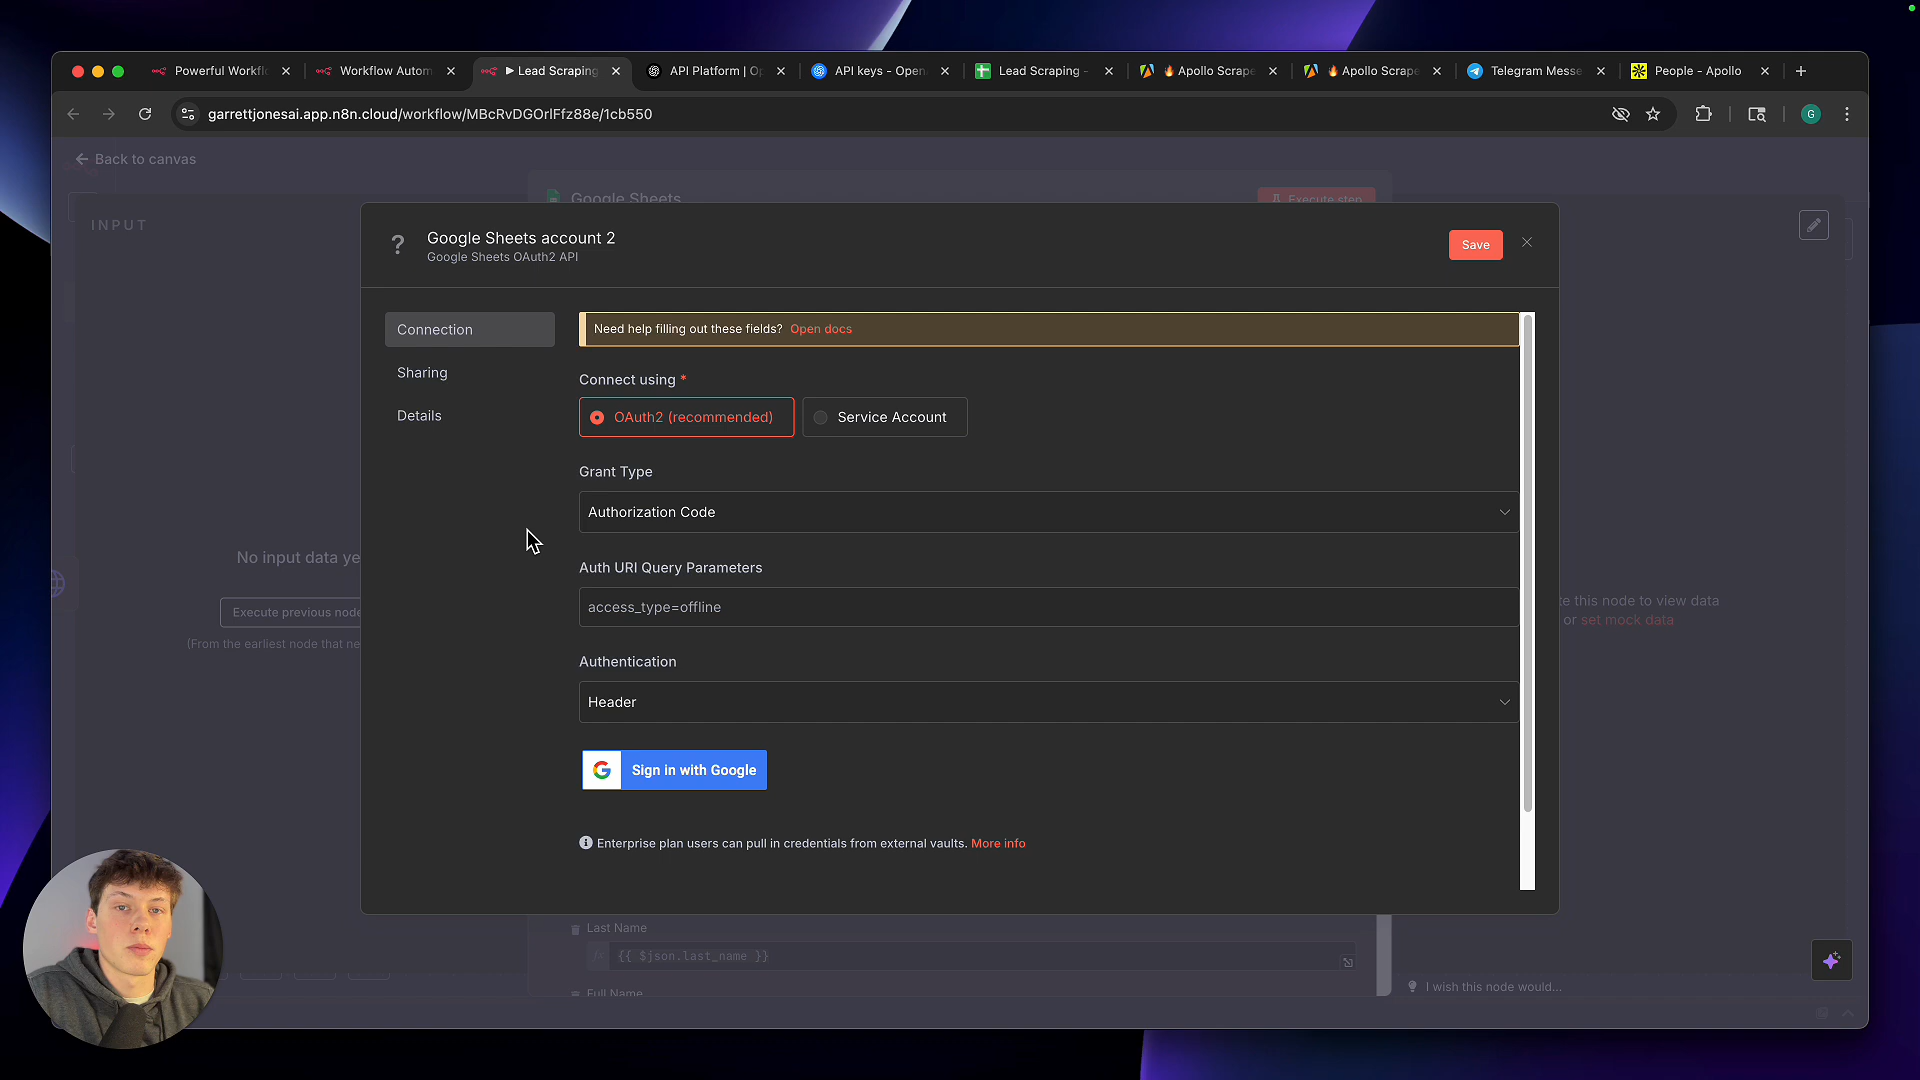 Powerful Workfl
Workflow Autom
▶ Lead Scraping
API Platform | O
API keys - Open
Lead Scraping -
🔥 Apollo Scrape
🔥 Apollo Scrape
Telegram Messe
People - Apollo
garrettjonesai.app.n8n.cloud/workflow/MBcRvDGOrlFfz88e/1cb550
G
Back to canvas
Google Sheets
Execute step
INPUT
Google Sheets account 2
Google Sheets OAuth2 API
Save
Connection
Sharing
Details
Need help filling out these fields? Open docs
Connect using *
OAuth2 (recommended)
Service Account
Grant Type
Authorization Code
Auth URI Query Parameters
access_type=offline
Authentication
Header
Sign in with Google
Enterprise plan users can pull in credentials from external vaults. More info
No input data ye
Execute previous node
(From the earliest node that ne
te this node to view data
or set mock data
Last Name
fx {{ $json.last_name }}
Full Name
I wish this node would...